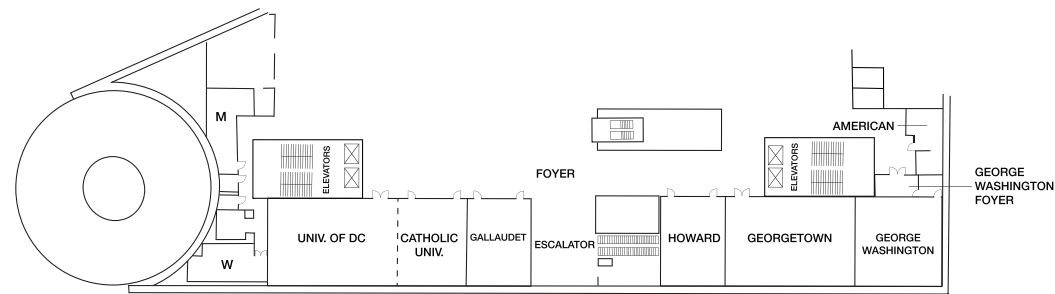 M
AMERICAN
ELEVATORS
ELEVATORS
FOYER
GEORGE
WASHINGTON
FOYER
UNIV. OF DC
CATHOLIC
UNIV.
GALLAUDET
ESCALATOR
HOWARD
GEORGETOWN
GEORGE
WASHINGTON
W